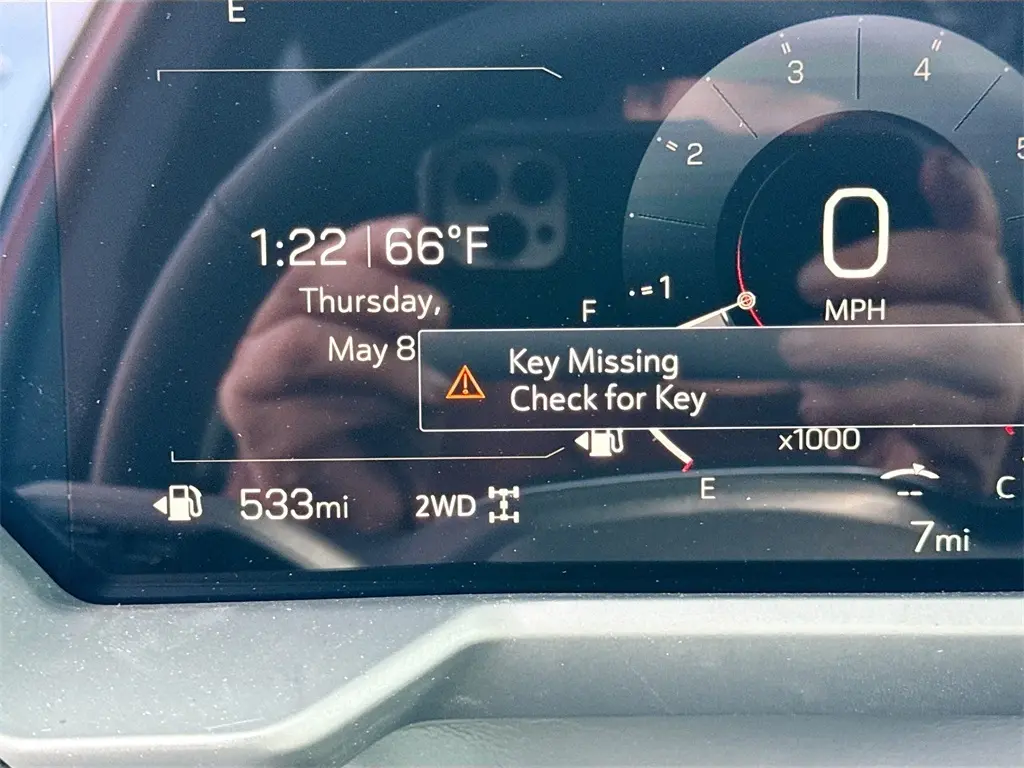 E
3
4
2
5
1:22 | 66°F
0
1
Thursday,
F
MPH
May 8
Key Missing
Check for Key
x1000
E
C
533mi
2WD
--
7mi